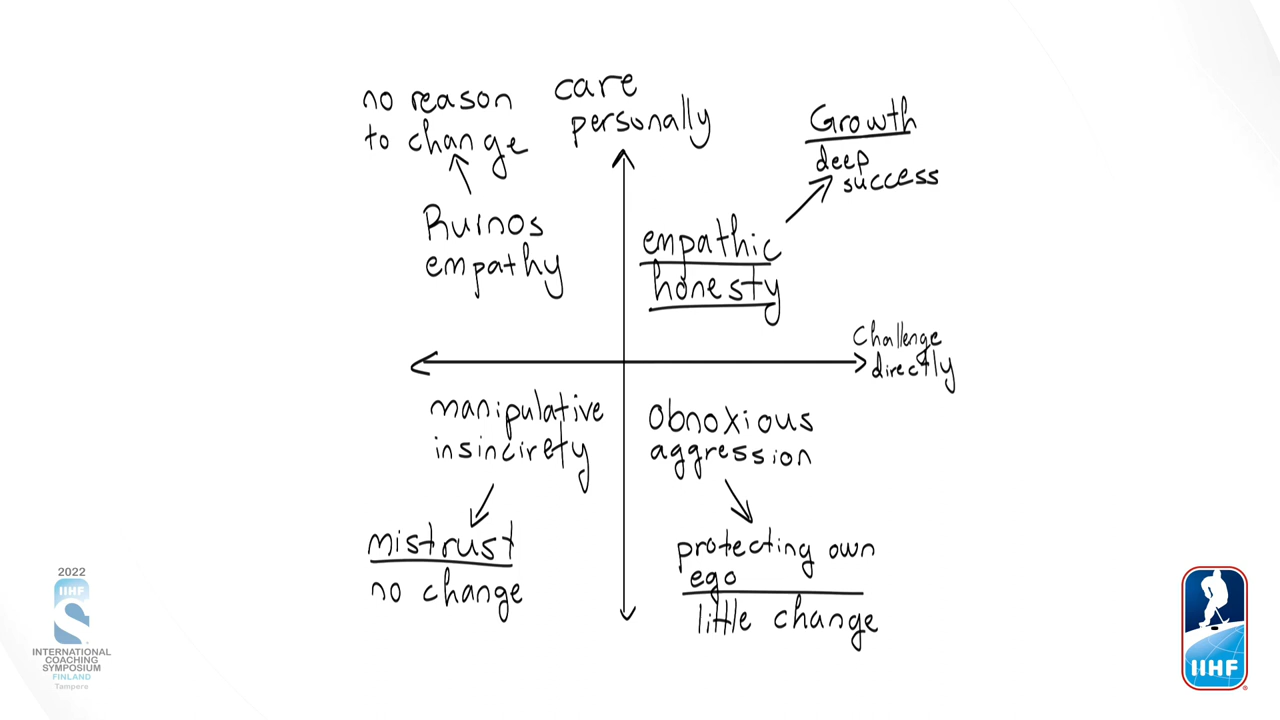 no reason
to change
care
personally
Growth
deep
success
Ruinos
empathy
empathic
honesty
Challenge
directly
manipulative
insincirety
Obnoxious
aggression
mistrust
no change
protecting own
ego
little change
2022
IIHF
S
INTERNATIONAL
COACHING
SYMPOSIUM
FINLAND
Tampere
IIHF
®